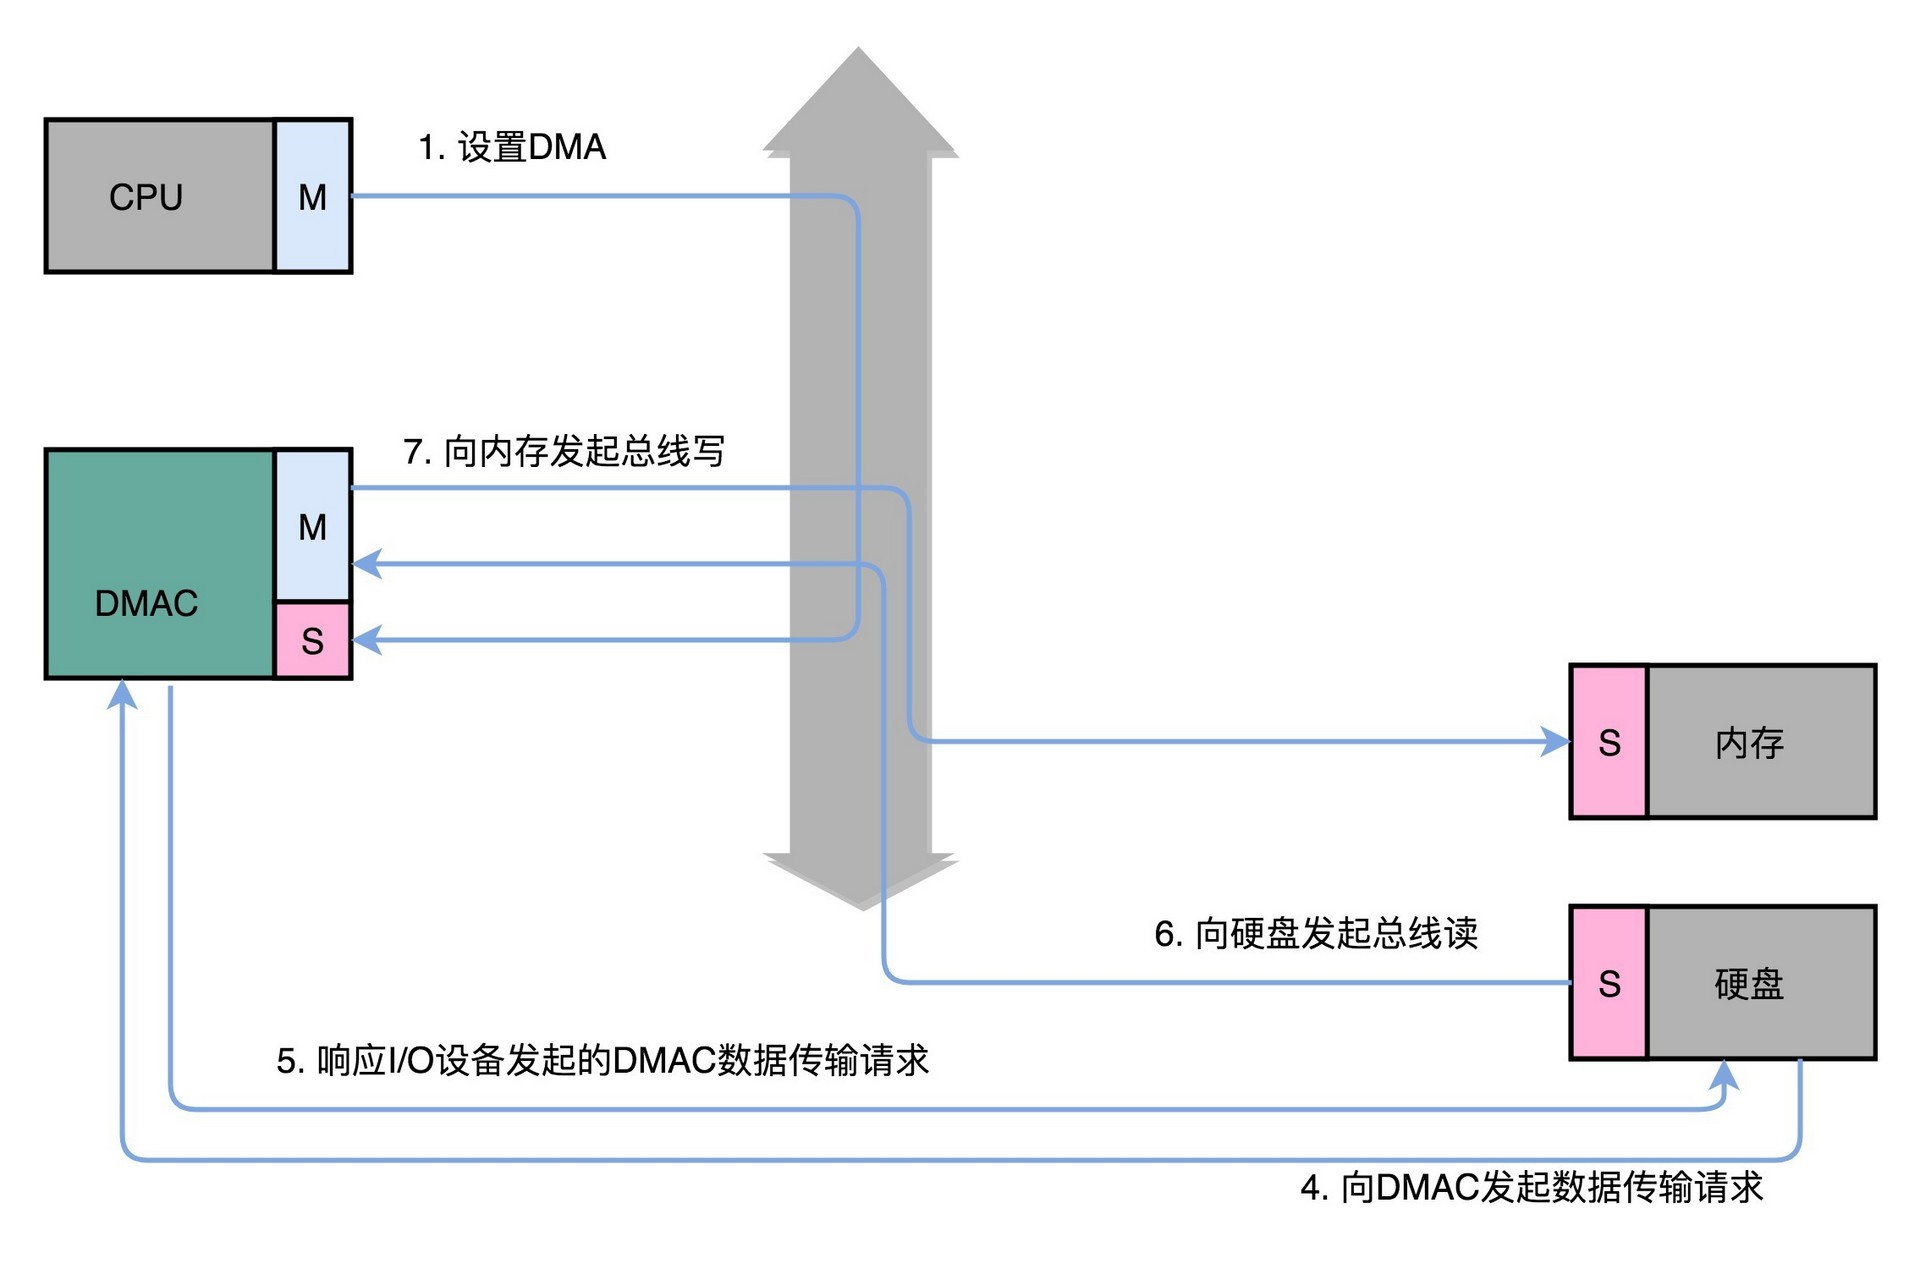 1. 设置DMA
CPU
M
7. 向内存发起总线写
M
DMAC
S
S
内存
6. 向硬盘发起总线读
S
硬盘
5. 响应I/O设备发起的DMAC数据传输请求
4. 向DMAC发起数据传输请求